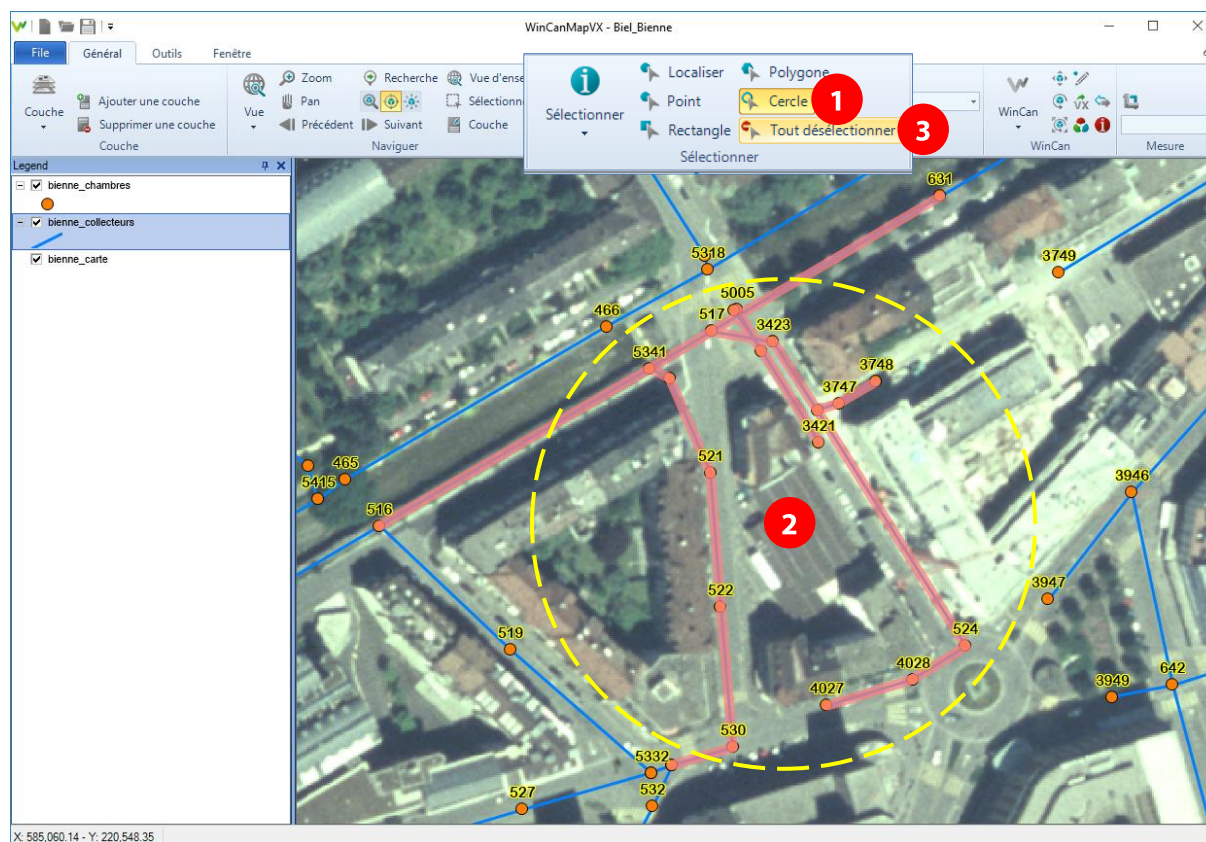 WinCanMapVX - Biel_Bienne
File Général Outils Fenêtre
Couche
Ajouter une couche
Supprimer une couche
Couche
Vue
Zoom
Pan
Précédent
Recherche
Suivant
Vue d'ense
Sélectionne
Couche
Naviguer
Sélectionner
Localiser
Point
Rectangle
Polygone
Cercle
Tout désélectionner
Sélectionner
1
3
WinCan
VX
WinCan
Mesure
Legend
bienne_chambres
bienne_collecteurs
bienne_carte
631
5318
3749
5005
466
517
3423
5341
3748
3747
3421
465
521
5415
3946
516
2
3947
522
524
519
4028
642
4027
3949
530
5332
527
532
X: 585,060.14 - Y: 220,548.35